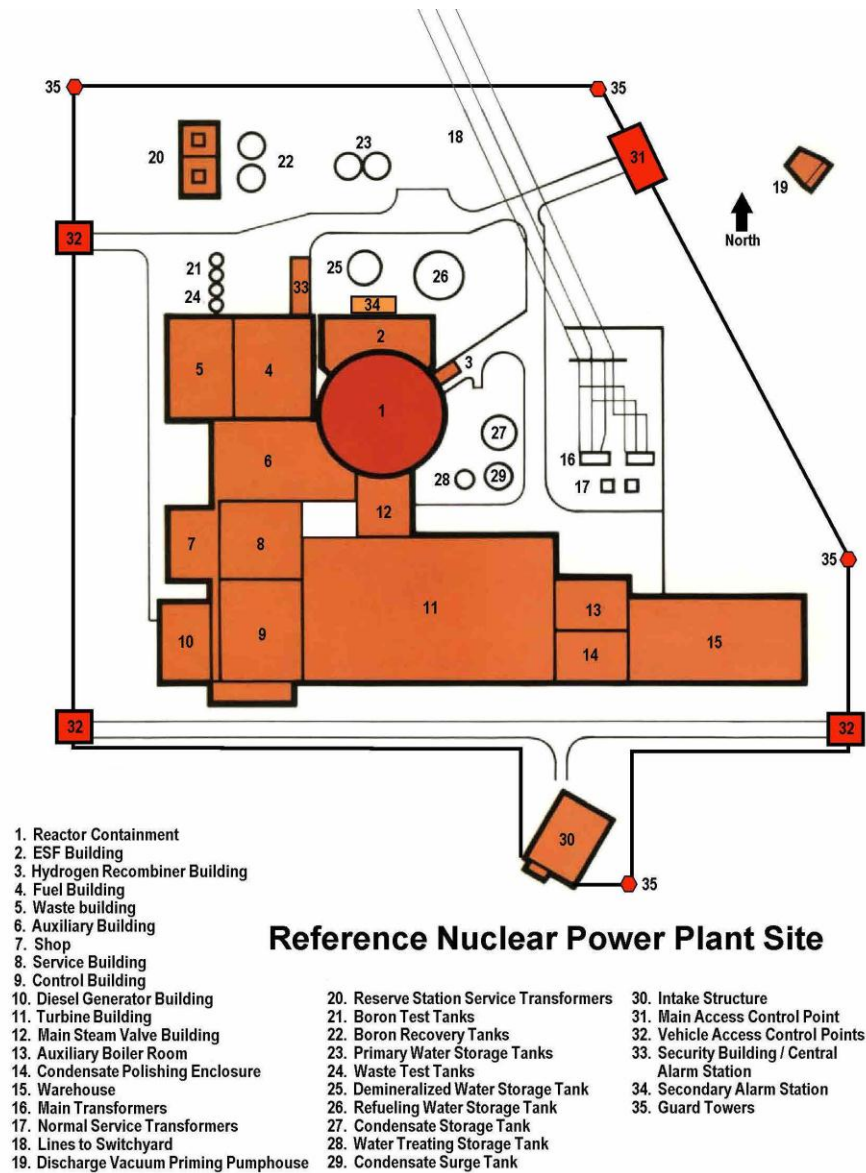 35
35
18
20
22
23
31
19
North
32
21
24
33
25
26
34
2
3
5
4
1
27
6
28
29
16
17
12
7
8
35
11
13
10
9
14
15
32
32
30
35
1. Reactor Containment
2. ESF Building
3. Hydrogen Recombiner Building
4. Fuel Building
5. Waste building
6. Auxiliary Building
7. Shop
8. Service Building
9. Control Building
10. Diesel Generator Building
11. Turbine Building
12. Main Steam Valve Building
13. Auxiliary Boiler Room
14. Condensate Polishing Enclosure
15. Warehouse
16. Main Transformers
17. Normal Service Transformers
18. Lines to Switchyard
19. Discharge Vacuum Priming Pumphouse
Reference Nuclear Power Plant Site
20. Reserve Station Service Transformers
21. Boron Test Tanks
22. Boron Recovery Tanks
23. Primary Water Storage Tanks
24. Waste Test Tanks
25. Demineralized Water Storage Tank
26. Refueling Water Storage Tank
27. Condensate Storage Tank
28. Water Treating Storage Tank
29. Condensate Surge Tank
30. Intake Structure
31. Main Access Control Point
32. Vehicle Access Control Points
33. Security Building / Central
Alarm Station
34. Secondary Alarm Station
35. Guard Towers